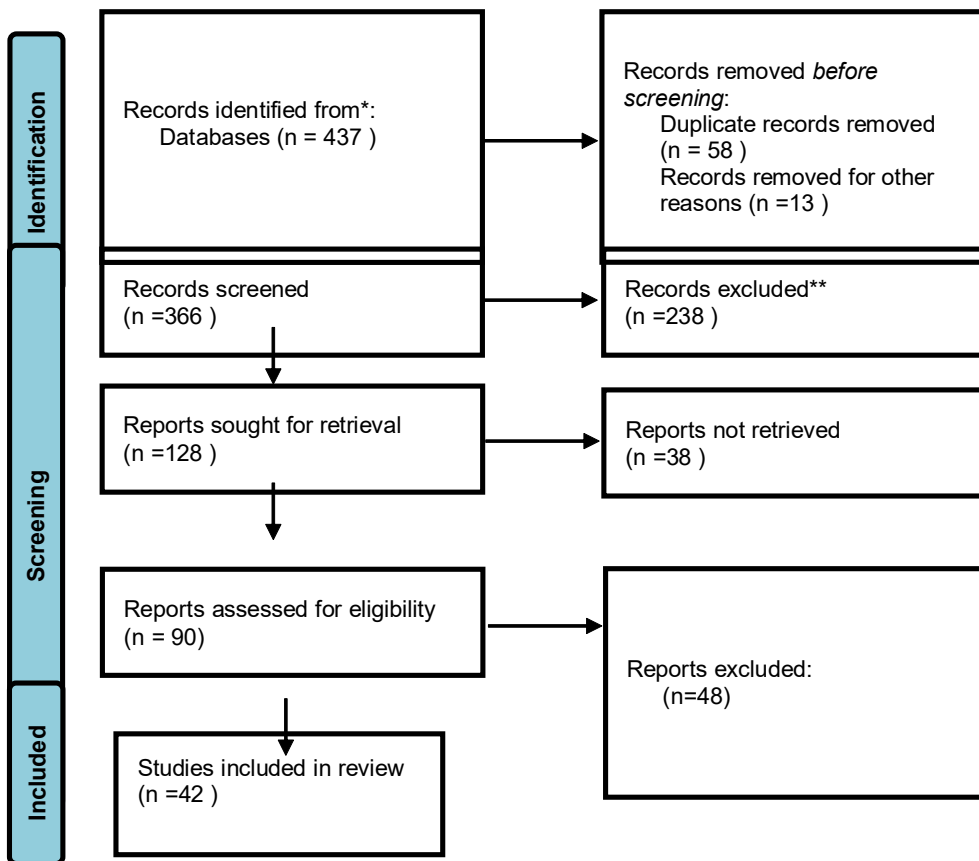 Identification
Records identified from*:
Databases (n = 437 )
Records removed before
screening:
Duplicate records removed
(n = 58 )
Records removed for other
reasons (n =13 )
Screening
Records screened
(n =366 )
Records excluded**
(n =238 )
Reports sought for retrieval
(n =128 )
Reports not retrieved
(n =38 )
Reports assessed for eligibility
(n = 90)
Reports excluded:
(n=48)
Included
Studies included in review
(n =42 )